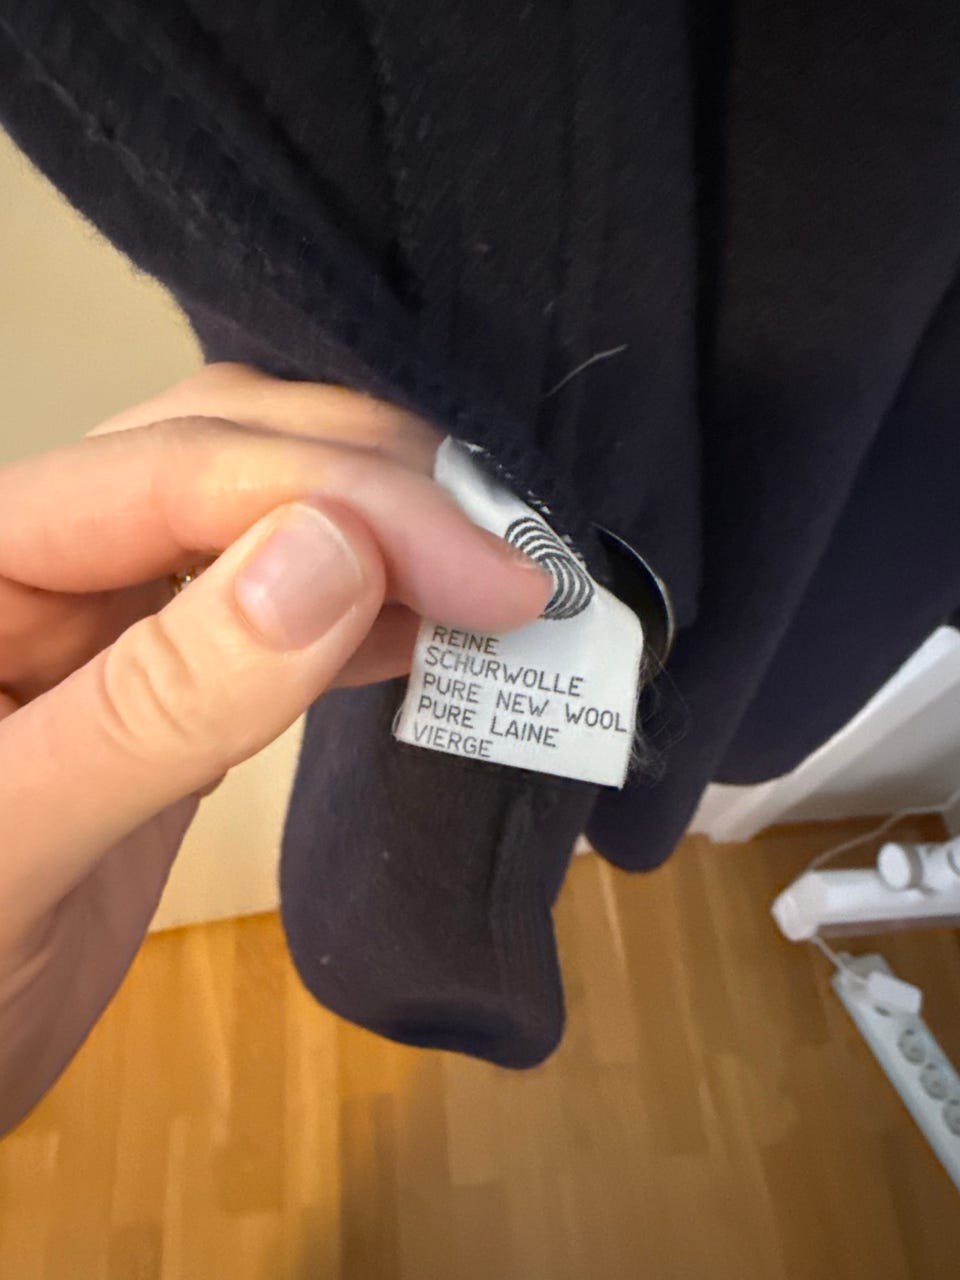 REINE
SCHURWOLLE
PURE NEW WOOL
PURE LAINE
VIERGE